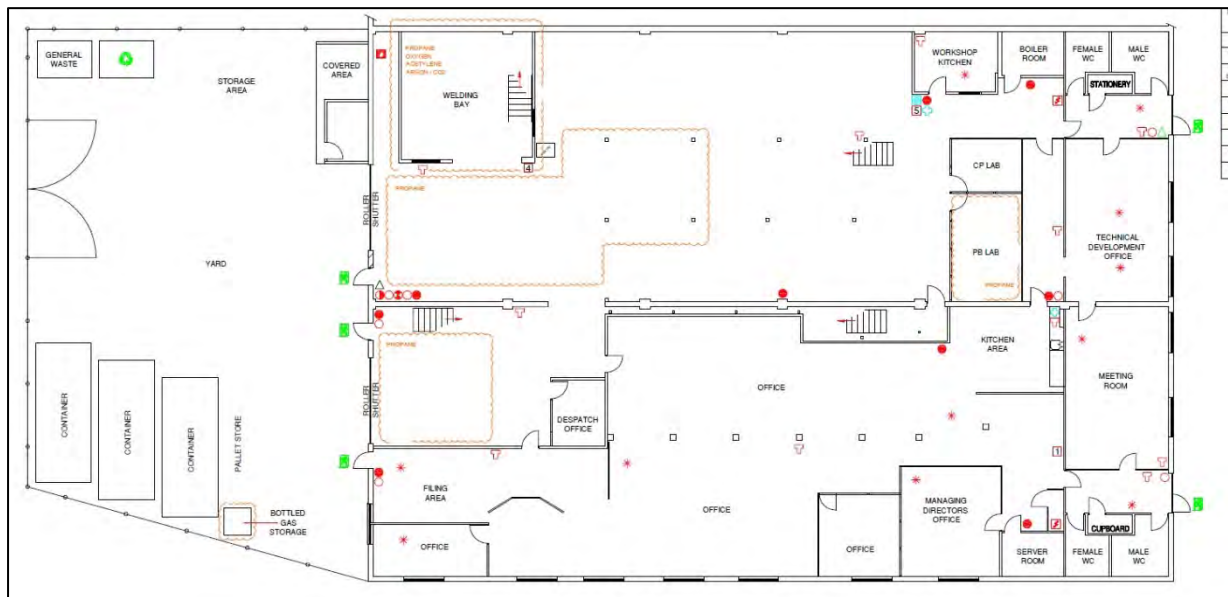 GENERAL
WASTE
STORAGE
AREA
COVERED
AREA
PROPANE
OXYGEN
ACETYLENE
ARGON / CO2
WELDING
BAY
4
WORKSHOP
KITCHEN
5
BOILER
ROOM
FEMALE
WC
MALE
WC
STATIONERY
CP LAB
PB LAB
PROPANE
TECHNICAL
DEVELOPMENT
OFFICE
PROPANE
ROLLER
SHUTTER
YARD
ROLLER
SHUTTER
PROPANE
DESPATCH
OFFICE
OFFICE
KITCHEN
AREA
MEETING
ROOM
1
CONTAINER
CONTAINER
CONTAINER
PALLET STORE
BOTTLED
GAS
STORAGE
FILING
AREA
OFFICE
OFFICE
OFFICE
MANAGING
DIRECTORS
OFFICE
SERVER
ROOM
CUPBOARD
FEMALE
WC
MALE
WC